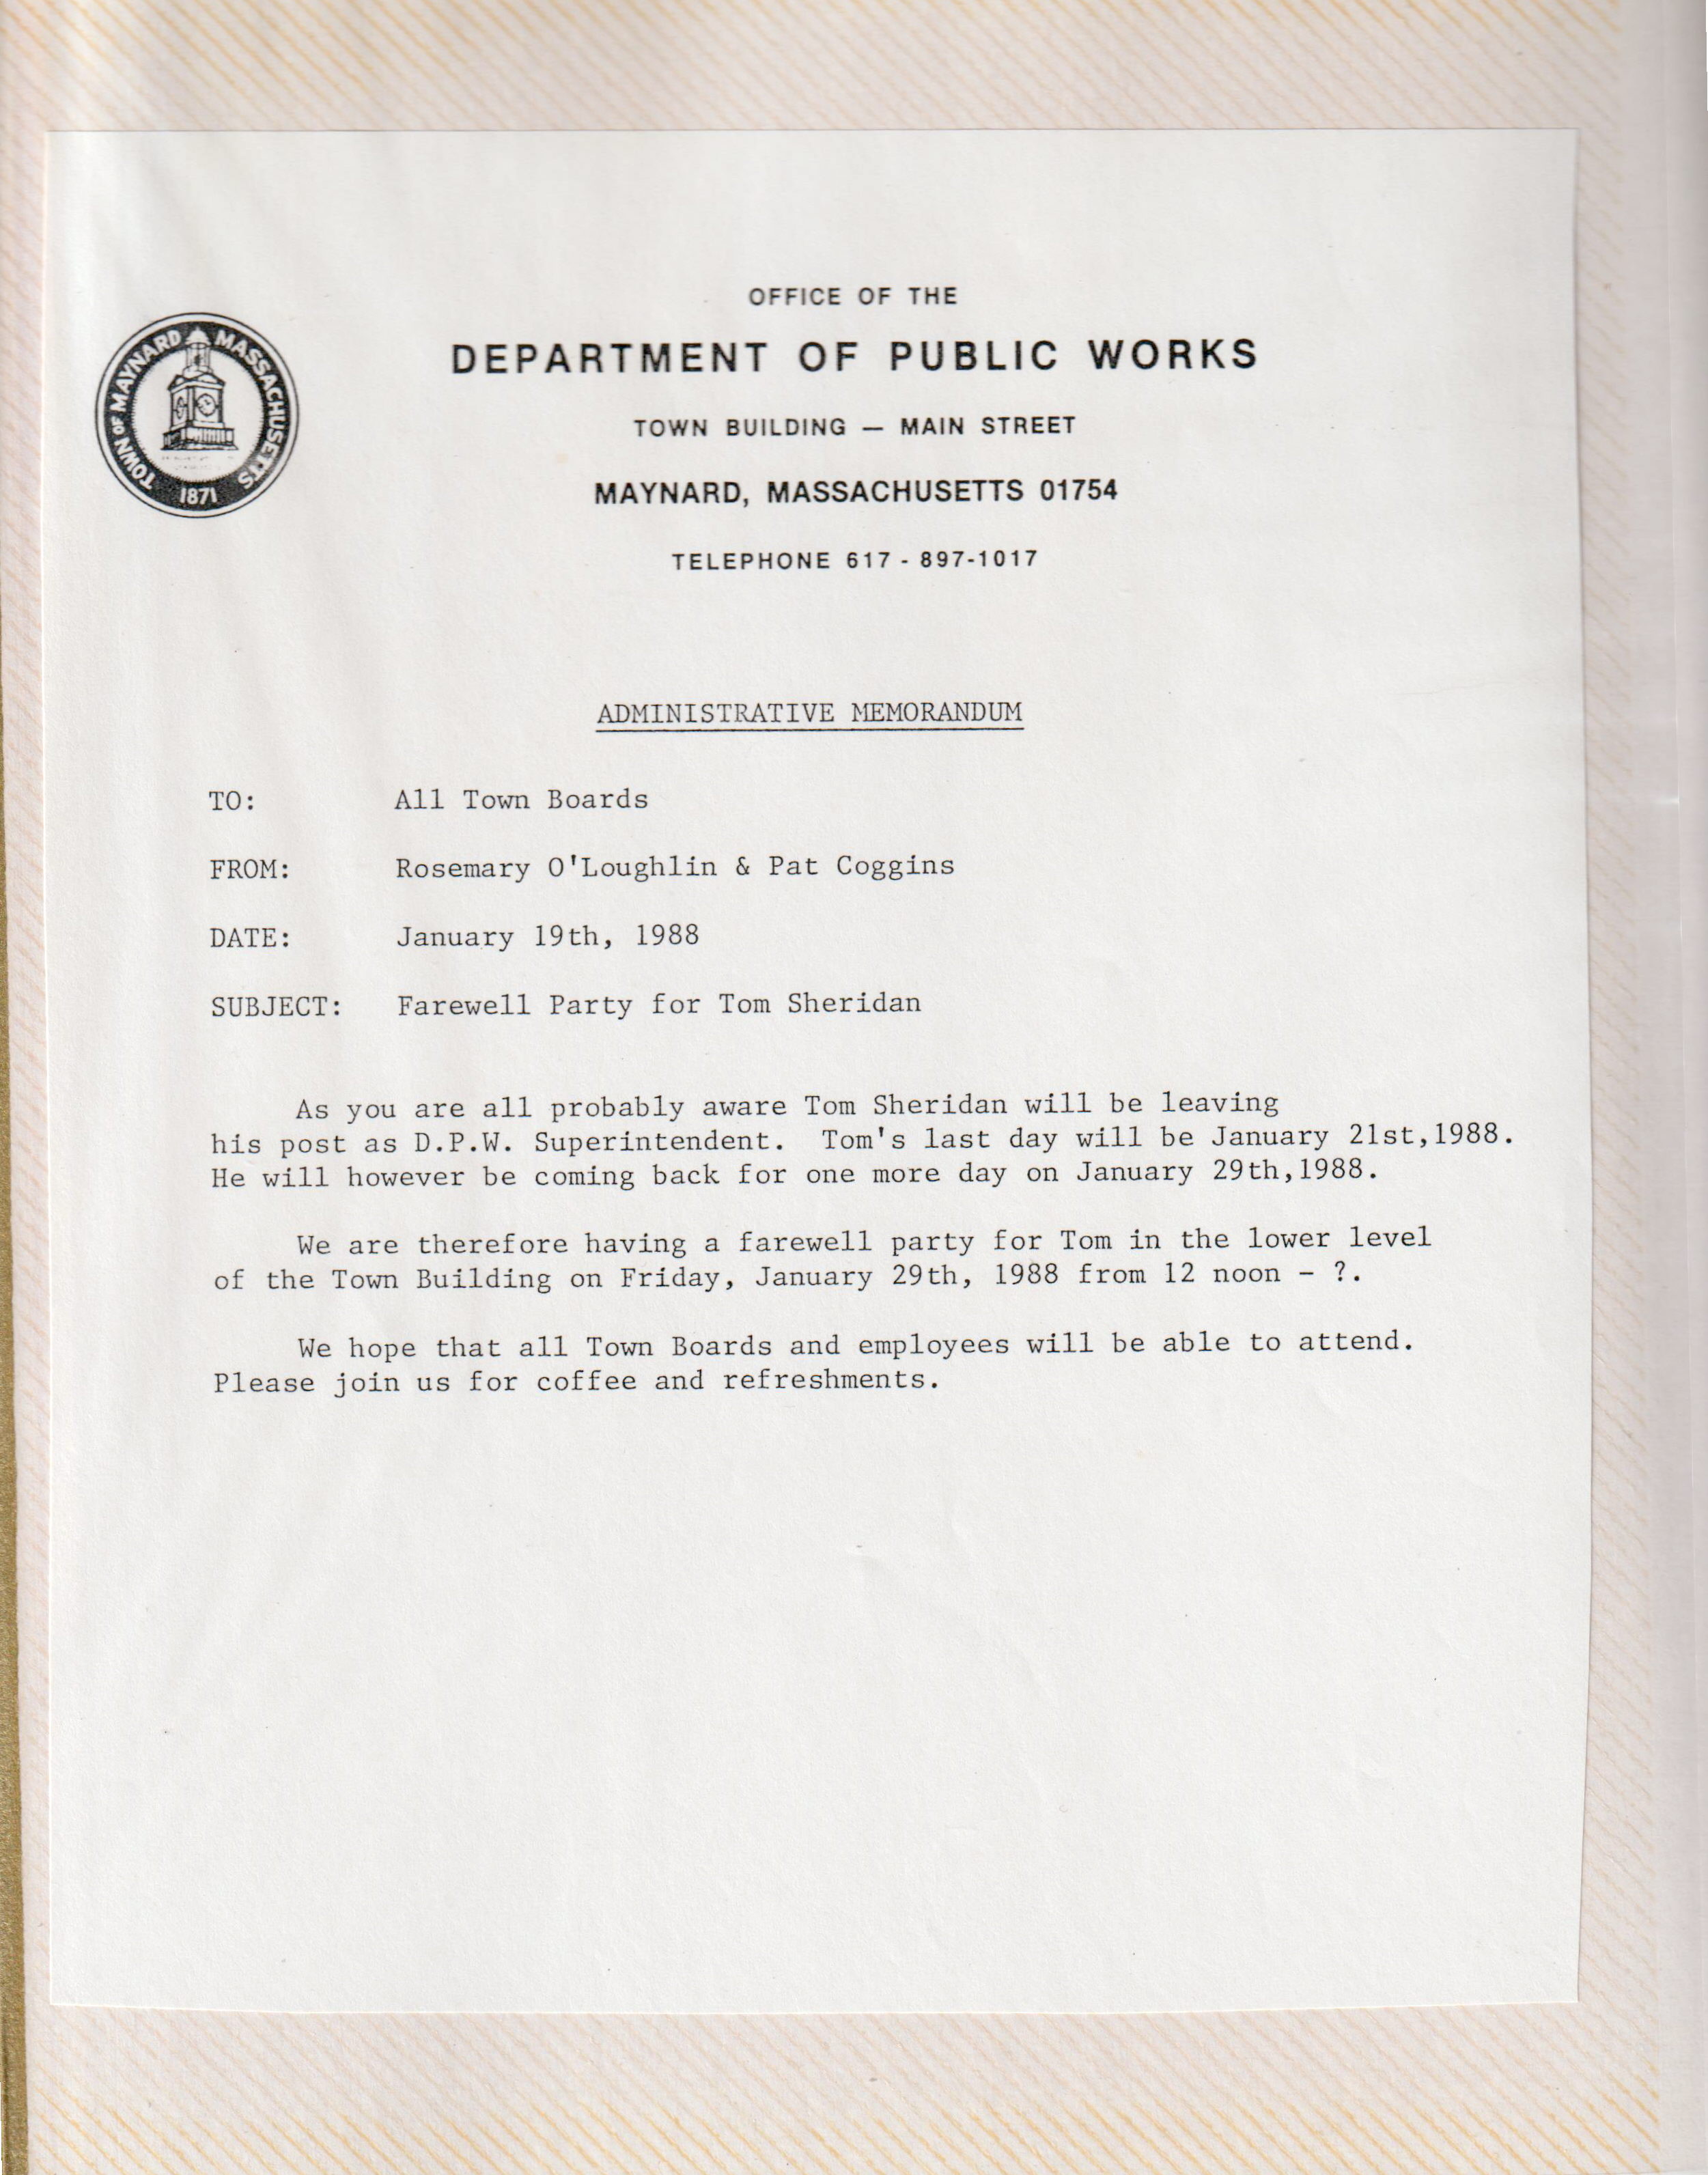 OFFICE OF THE
DEPARTMENT OF PUBLIC WORKS
TOWN BUILDING — MAIN STREET
MAYNARD, MASSACHUSETTS 01754
TELEPHONE 617 - 897-1017
TOWN OF MAYNARD MASSACHUSETTS
1871
ADMINISTRATIVE MEMORANDUM
TO: All Town Boards
FROM: Rosemary O'Loughlin & Pat Coggins
DATE: January 19th, 1988
SUBJECT: Farewell Party for Tom Sheridan
As you are all probably aware Tom Sheridan will be leaving
his post as D.P.W. Superintendent. Tom's last day will be January 21st,1988.
He will however be coming back for one more day on January 29th,1988.
We are therefore having a farewell party for Tom in the lower level
of the Town Building on Friday, January 29th, 1988 from 12 noon - ?.
We hope that all Town Boards and employees will be able to attend.
Please join us for coffee and refreshments.